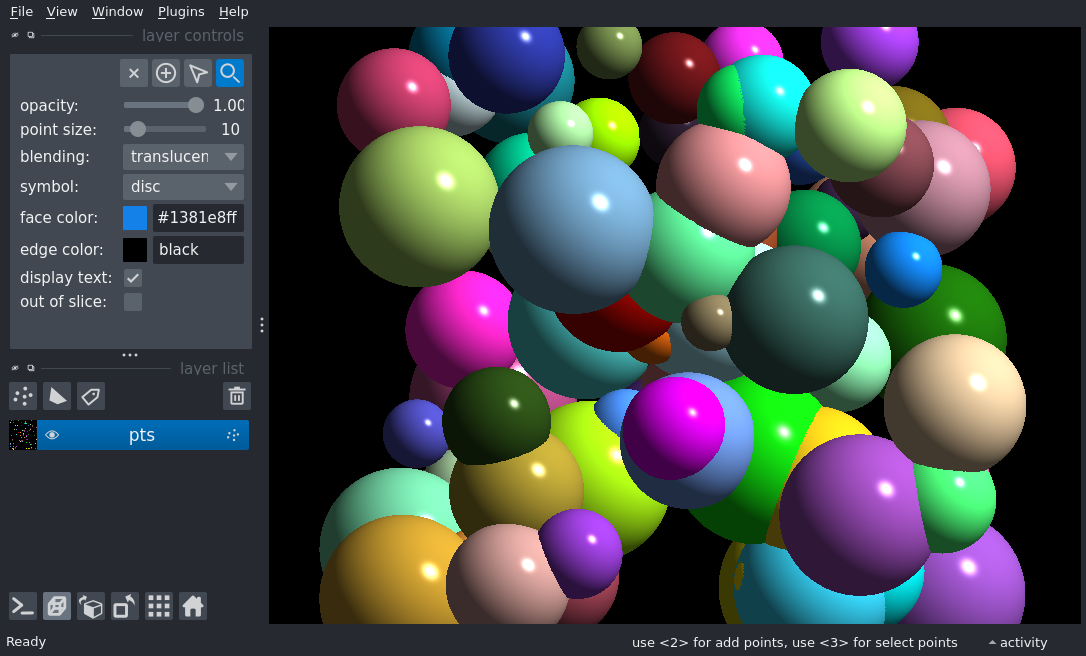 File View Window Plugins Help
layer controls
opacity: 1.00
point size: 10
blending: translucen
symbol: disc
face color: #1381e8ff
edge color: black
display text:
out of slice:
layer list
pts
Ready use <2> for add points, use <3> for select points activity